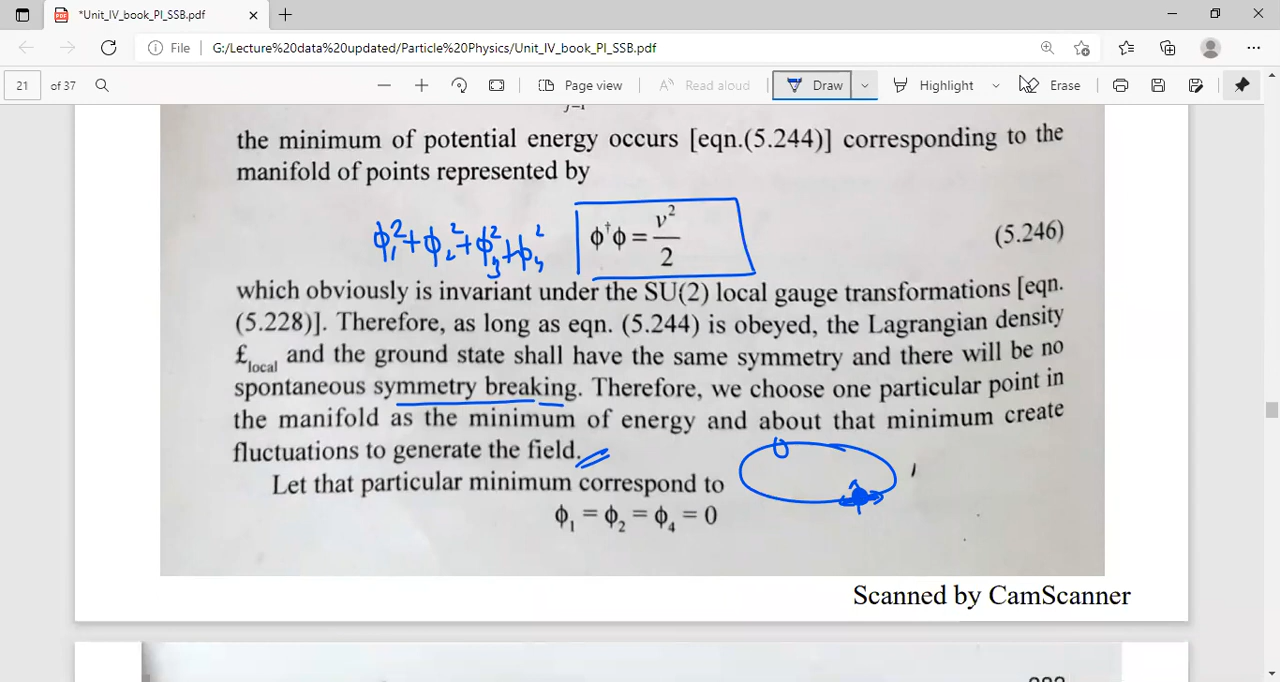 *Unit_IV_book_PI_SSB.pdf
File G:/Lecture%20data%20updated/Particle%20Physics/Unit_IV_book_PI_SSB.pdf
21 of 37 Page view Read aloud Draw Highlight Erase
j=1
the minimum of potential energy occurs [eqn.(5.244)] corresponding to the
manifold of points represented by
ϕ₁²+ϕ₂²+ϕ₃²+ϕ₄² ϕ†ϕ = v²/2 (5.246)
which obviously is invariant under the SU(2) local gauge transformations [eqn.
(5.228)]. Therefore, as long as eqn. (5.244) is obeyed, the Lagrangian density
£local and the ground state shall have the same symmetry and there will be no
spontaneous symmetry breaking. Therefore, we choose one particular point in
the manifold as the minimum of energy and about that minimum create
fluctuations to generate the field.
Let that particular minimum correspond to
ϕ₁ = ϕ₂ = ϕ₄ = 0
Scanned by CamScanner